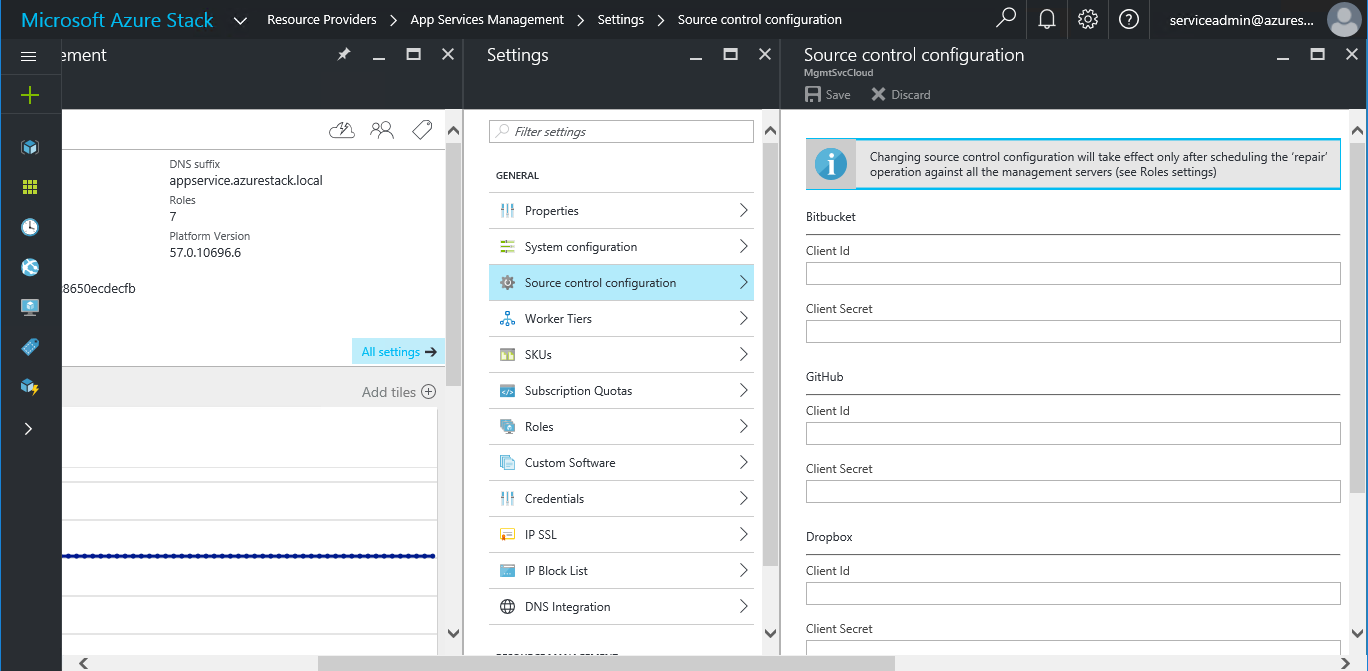 Microsoft Azure Stack
Resource Providers > App Services Management > Settings > Source control configuration
serviceadmin@azures...
ement
DNS suffix
appservice.azurestack.local
Roles
7
Platform Version
57.0.10696.6
8650ecdecfb
All settings →
Add tiles
Settings
Filter settings
GENERAL
Properties
System configuration
Source control configuration
Worker Tiers
SKUs
Subscription Quotas
Roles
Custom Software
Credentials
IP SSL
IP Block List
DNS Integration
Source control configuration
MgmtSvcCloud
Save
Discard
Changing source control configuration will take effect only after scheduling the ‘repair’
operation against all the management servers (see Roles settings)
Bitbucket
Client Id
Client Secret
GitHub
Client Id
Client Secret
Dropbox
Client Id
Client Secret